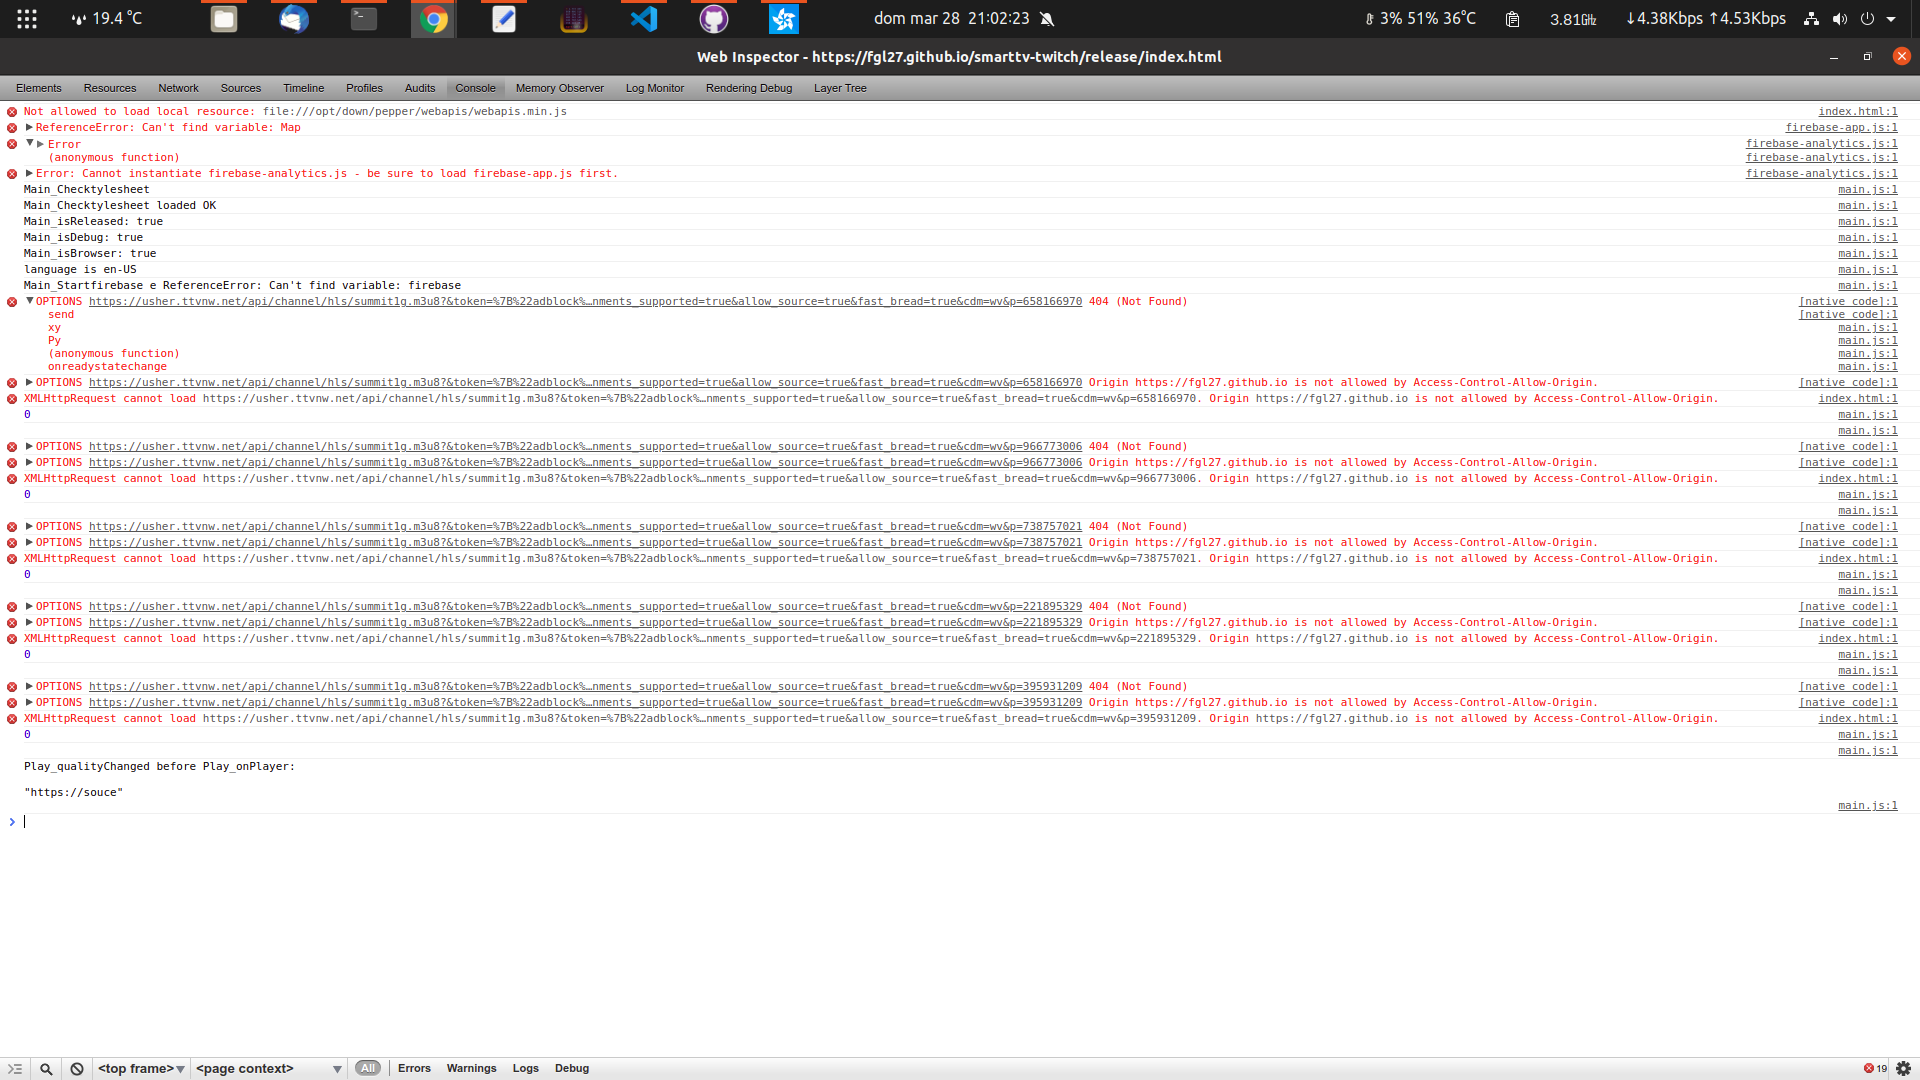 19.4 °C
dom mar 28 21:02:23
3% 51% 36°C
3.81GHz
↓4.38Kbps ↑4.53Kbps
Web Inspector - https://fgl27.github.io/smarttv-twitch/release/index.html
Elements Resources Network Sources Timeline Profiles Audits Console Memory Observer Log Monitor Rendering Debug Layer Tree
Not allowed to load local resource: file:///opt/down/pepper/webapis/webapis.min.js index.html:1
ReferenceError: Can't find variable: Map firebase-app.js:1
Error firebase-analytics.js:1
(anonymous function) firebase-analytics.js:1
Error: Cannot instantiate firebase-analytics.js - be sure to load firebase-app.js first. firebase-analytics.js:1
Main_Checktylesheet main.js:1
Main_Checktylesheet loaded OK main.js:1
Main_isReleased: true main.js:1
Main_isDebug: true main.js:1
Main_isBrowser: true main.js:1
language is en-US main.js:1
Main_Startfirebase e ReferenceError: Can't find variable: firebase main.js:1
OPTIONS https://usher.ttvnw.net/api/channel/hls/summit1g.m3u8?&token=%7B%22adblock%…nments_supported=true&allow_source=true&fast_bread=true&cdm=wv&p=658166970 404 (Not Found) [native code]:1
send [native code]:1
xy main.js:1
Py main.js:1
(anonymous function) main.js:1
onreadystatechange main.js:1
OPTIONS https://usher.ttvnw.net/api/channel/hls/summit1g.m3u8?&token=%7B%22adblock%…nments_supported=true&allow_source=true&fast_bread=true&cdm=wv&p=658166970 Origin https://fgl27.github.io is not allowed by Access-Control-Allow-Origin. [native code]:1
XMLHttpRequest cannot load https://usher.ttvnw.net/api/channel/hls/summit1g.m3u8?&token=%7B%22adblock%…nments_supported=true&allow_source=true&fast_bread=true&cdm=wv&p=658166970. Origin https://fgl27.github.io is not allowed by Access-Control-Allow-Origin. index.html:1
0 main.js:1
main.js:1
OPTIONS https://usher.ttvnw.net/api/channel/hls/summit1g.m3u8?&token=%7B%22adblock%…nments_supported=true&allow_source=true&fast_bread=true&cdm=wv&p=966773006 404 (Not Found) [native code]:1
OPTIONS https://usher.ttvnw.net/api/channel/hls/summit1g.m3u8?&token=%7B%22adblock%…nments_supported=true&allow_source=true&fast_bread=true&cdm=wv&p=966773006 Origin https://fgl27.github.io is not allowed by Access-Control-Allow-Origin. [native code]:1
XMLHttpRequest cannot load https://usher.ttvnw.net/api/channel/hls/summit1g.m3u8?&token=%7B%22adblock%…nments_supported=true&allow_source=true&fast_bread=true&cdm=wv&p=966773006. Origin https://fgl27.github.io is not allowed by Access-Control-Allow-Origin. index.html:1
0 main.js:1
main.js:1
OPTIONS https://usher.ttvnw.net/api/channel/hls/summit1g.m3u8?&token=%7B%22adblock%…nments_supported=true&allow_source=true&fast_bread=true&cdm=wv&p=738757021 404 (Not Found) [native code]:1
OPTIONS https://usher.ttvnw.net/api/channel/hls/summit1g.m3u8?&token=%7B%22adblock%…nments_supported=true&allow_source=true&fast_bread=true&cdm=wv&p=738757021 Origin https://fgl27.github.io is not allowed by Access-Control-Allow-Origin. [native code]:1
XMLHttpRequest cannot load https://usher.ttvnw.net/api/channel/hls/summit1g.m3u8?&token=%7B%22adblock%…nments_supported=true&allow_source=true&fast_bread=true&cdm=wv&p=738757021. Origin https://fgl27.github.io is not allowed by Access-Control-Allow-Origin. index.html:1
0 main.js:1
main.js:1
OPTIONS https://usher.ttvnw.net/api/channel/hls/summit1g.m3u8?&token=%7B%22adblock%…nments_supported=true&allow_source=true&fast_bread=true&cdm=wv&p=221895329 404 (Not Found) [native code]:1
OPTIONS https://usher.ttvnw.net/api/channel/hls/summit1g.m3u8?&token=%7B%22adblock%…nments_supported=true&allow_source=true&fast_bread=true&cdm=wv&p=221895329 Origin https://fgl27.github.io is not allowed by Access-Control-Allow-Origin. [native code]:1
XMLHttpRequest cannot load https://usher.ttvnw.net/api/channel/hls/summit1g.m3u8?&token=%7B%22adblock%…nments_supported=true&allow_source=true&fast_bread=true&cdm=wv&p=221895329. Origin https://fgl27.github.io is not allowed by Access-Control-Allow-Origin. index.html:1
0 main.js:1
main.js:1
OPTIONS https://usher.ttvnw.net/api/channel/hls/summit1g.m3u8?&token=%7B%22adblock%…nments_supported=true&allow_source=true&fast_bread=true&cdm=wv&p=395931209 404 (Not Found) [native code]:1
OPTIONS https://usher.ttvnw.net/api/channel/hls/summit1g.m3u8?&token=%7B%22adblock%…nments_supported=true&allow_source=true&fast_bread=true&cdm=wv&p=395931209 Origin https://fgl27.github.io is not allowed by Access-Control-Allow-Origin. [native code]:1
XMLHttpRequest cannot load https://usher.ttvnw.net/api/channel/hls/summit1g.m3u8?&token=%7B%22adblock%…nments_supported=true&allow_source=true&fast_bread=true&cdm=wv&p=395931209. Origin https://fgl27.github.io is not allowed by Access-Control-Allow-Origin. index.html:1
0 main.js:1
main.js:1
Play_qualityChanged before Play_onPlayer:
"https://souce"
main.js:1
<top frame> <page context> All Errors Warnings Logs Debug 19